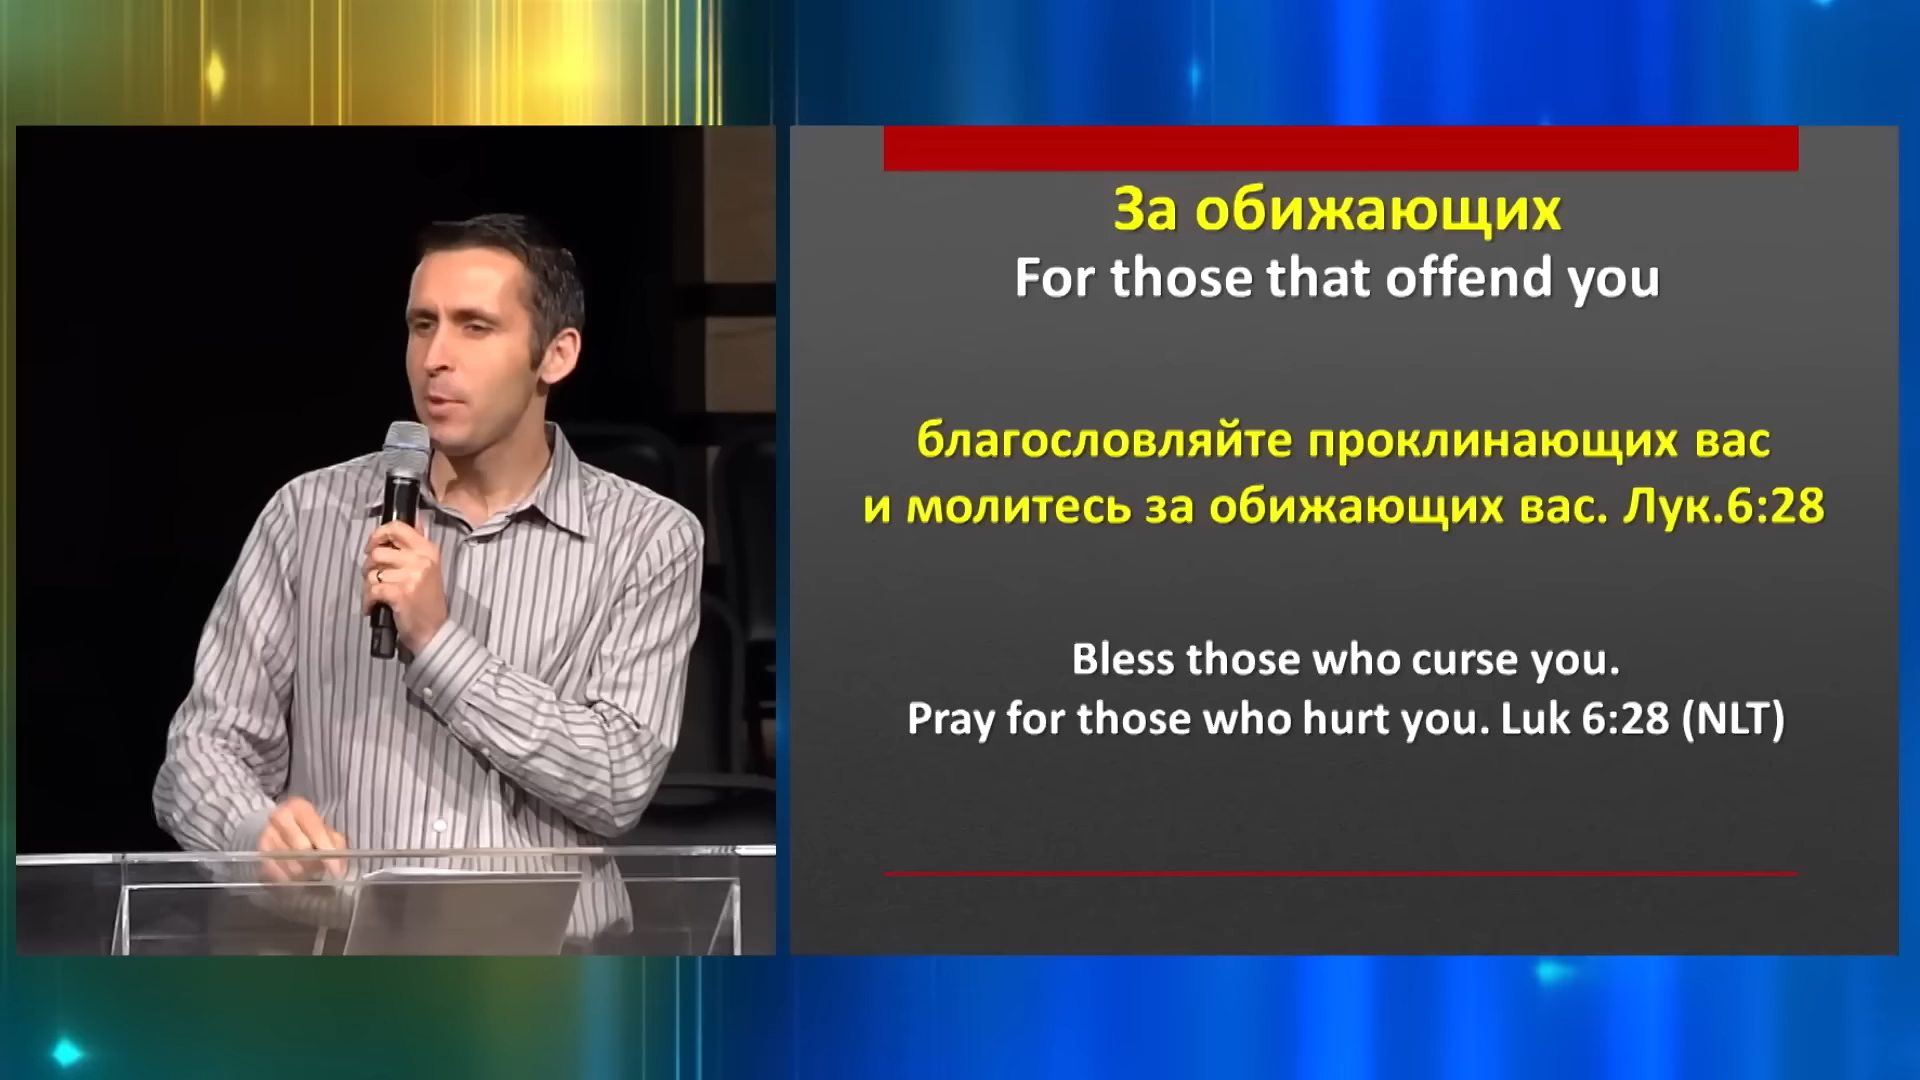 За обижающих
For those that offend you
благословляйте проклинающих вас
и молитесь за обижающих вас. Лук.6:28
Bless those who curse you.
Pray for those who hurt you. Luk 6:28 (NLT)